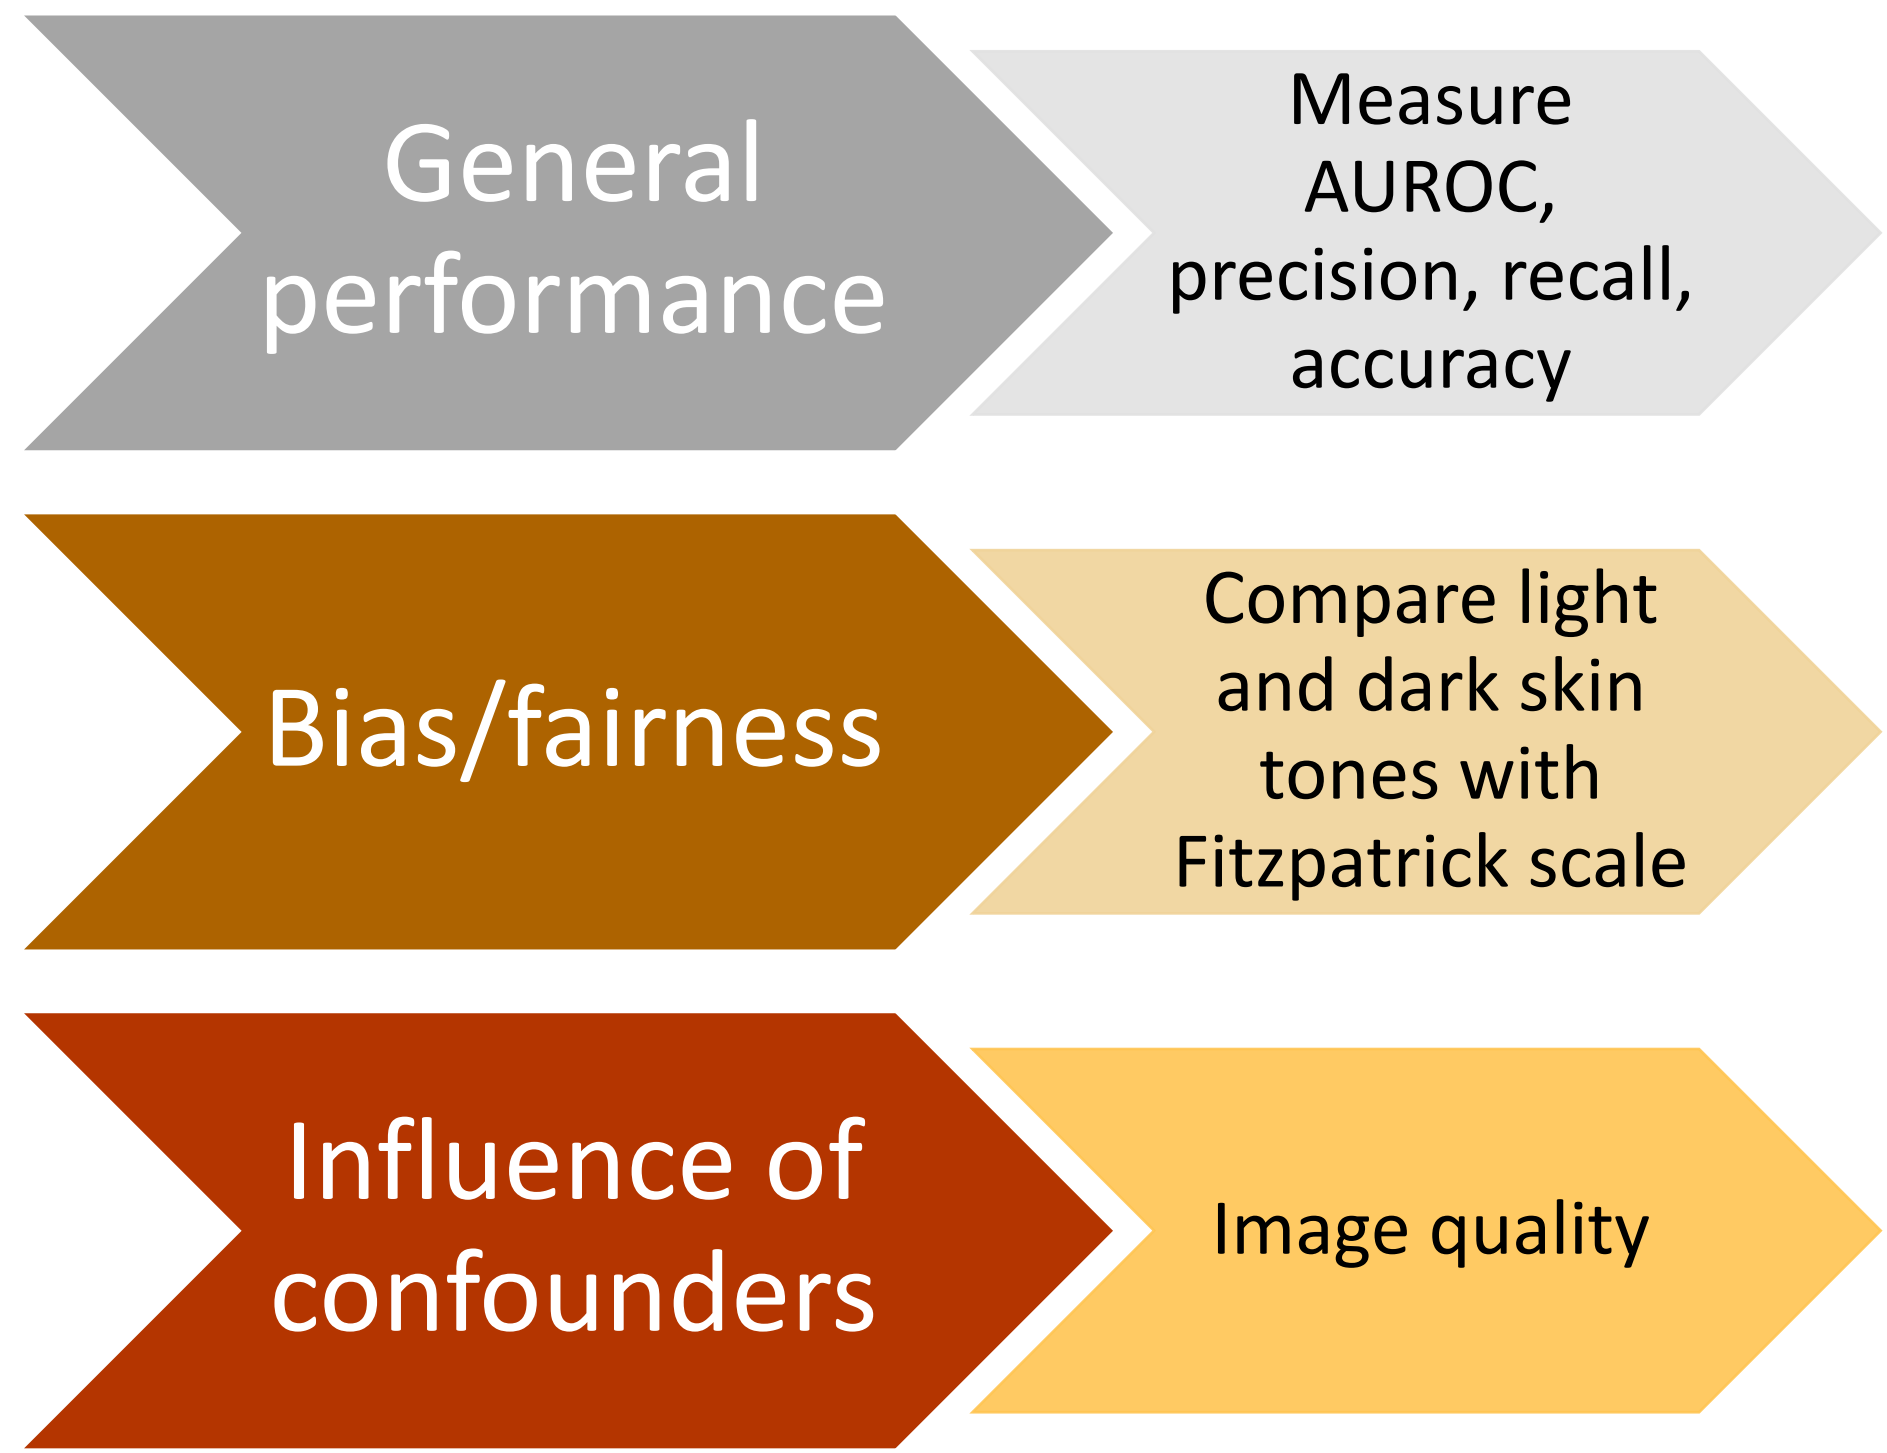 General
performance
Measure
AUROC,
precision, recall,
accuracy
Bias/fairness
Compare light
and dark skin
tones with
Fitzpatrick scale
Influence of
confounders
Image quality